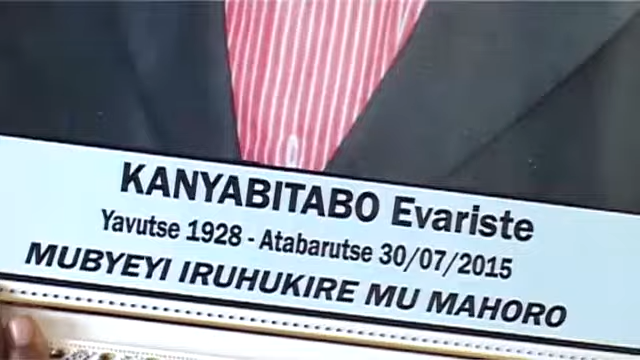 KANYABITABO Evariste
Yavutse 1928 - Atabarutse 30/07/2015
MUBYEYI IRUHUKIRE MU MAHORO